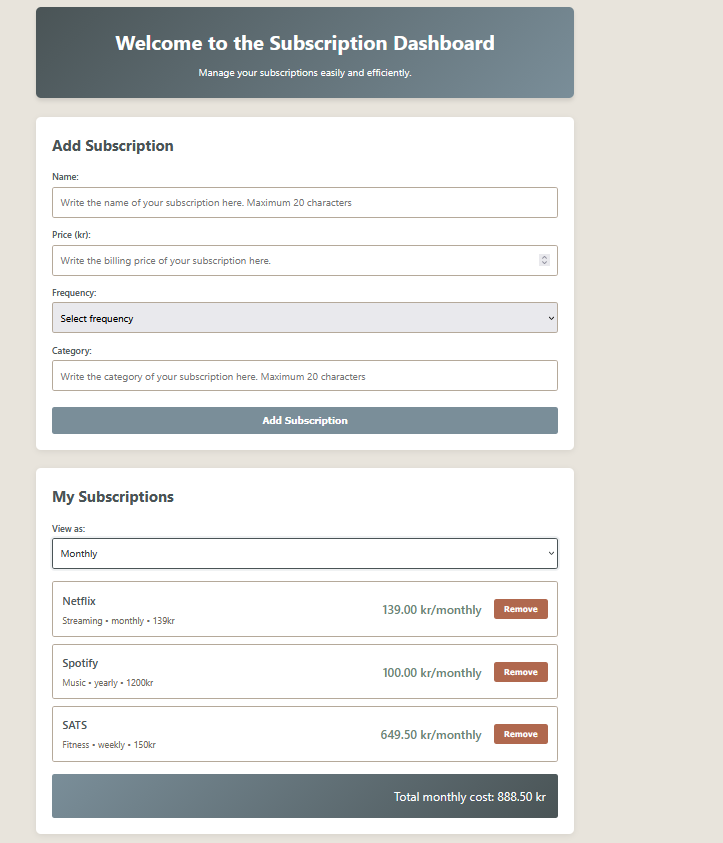 Welcome to the Subscription Dashboard
Manage your subscriptions easily and efficiently.
Add Subscription
Name:
Write the name of your subscription here. Maximum 20 characters
Price (kr):
Write the billing price of your subscription here.
Frequency:
Select frequency
Category:
Write the category of your subscription here. Maximum 20 characters
Add Subscription
My Subscriptions
View as:
Monthly
Netflix
Streaming • monthly • 139kr
139.00 kr/monthly
Remove
Spotify
Music • yearly • 1200kr
100.00 kr/monthly
Remove
SATS
Fitness • weekly • 150kr
649.50 kr/monthly
Remove
Total monthly cost: 888.50 kr